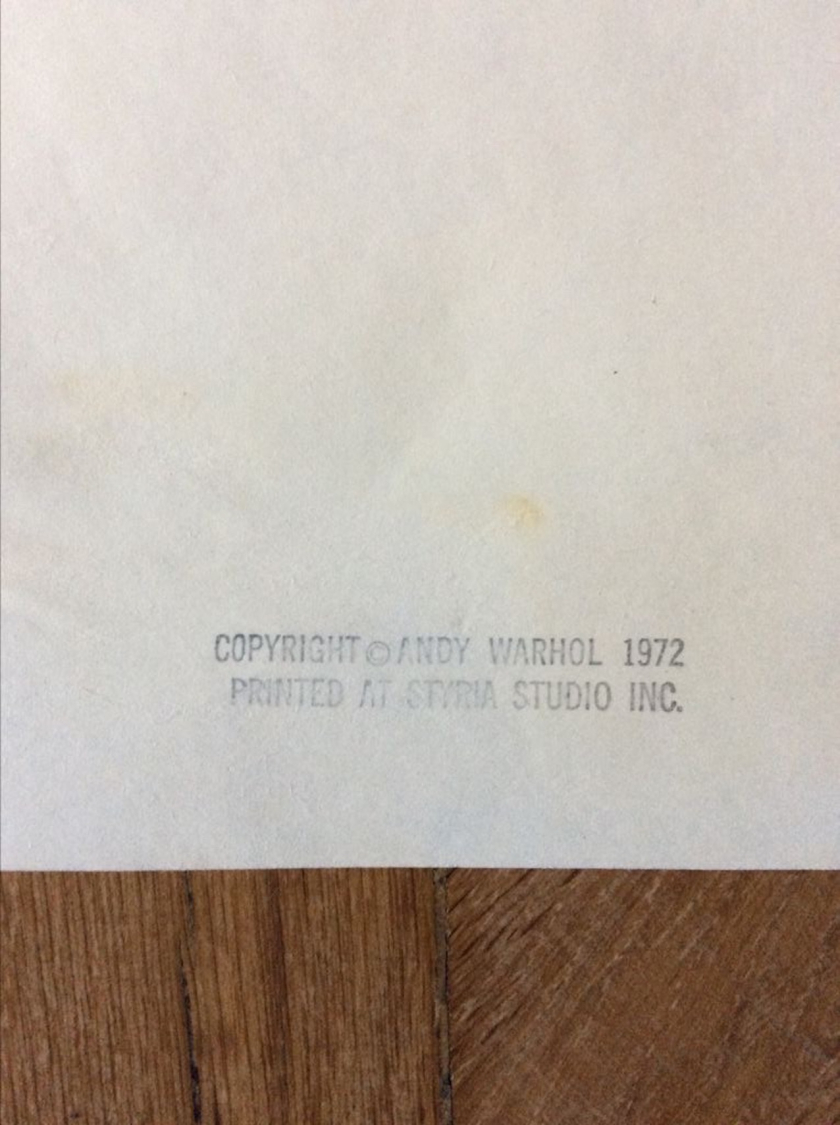 COPYRIGHT © ANDY WARHOL 1972
PRINTED AT STYRIA STUDIO INC.